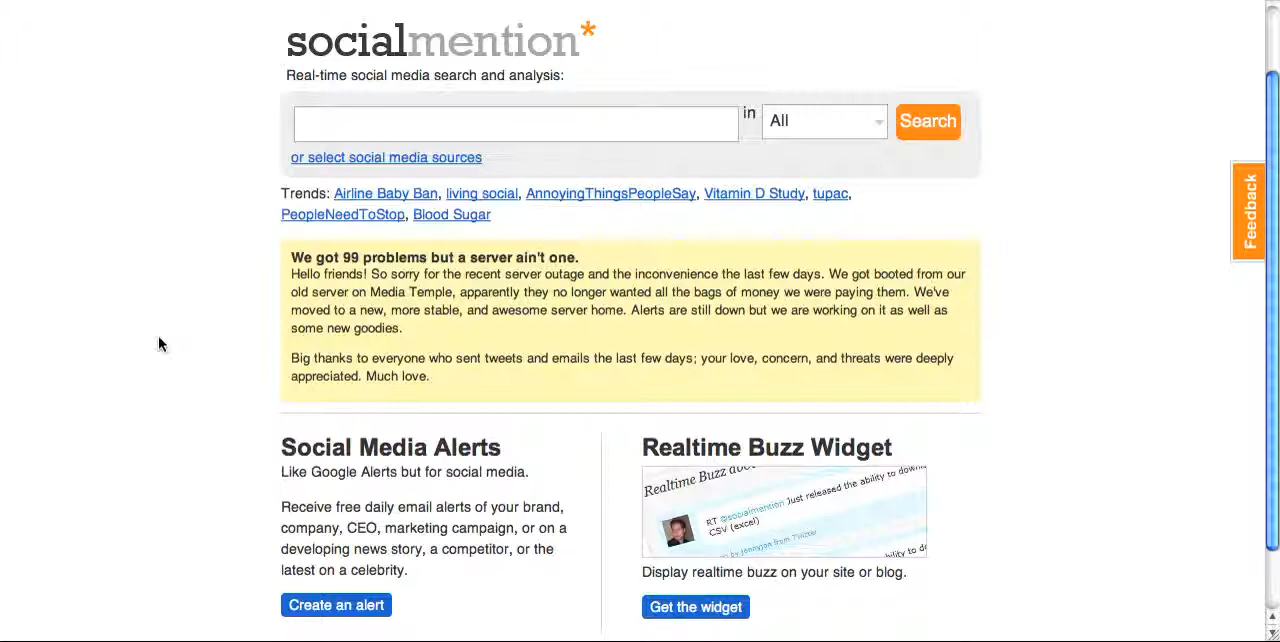 socialmention*
Real-time social media search and analysis:
in All Search
or select social media sources
Trends: Airline Baby Ban, living social, AnnoyingThingsPeopleSay, Vitamin D Study, tupac,
PeopleNeedToStop, Blood Sugar
Feedback
We got 99 problems but a server ain't one.
Hello friends! So sorry for the recent server outage and the inconvenience the last few days. We got booted from our
old server on Media Temple, apparently they no longer wanted all the bags of money we were paying them. We've
moved to a new, more stable, and awesome server home. Alerts are still down but we are working on it as well as
some new goodies.
Big thanks to everyone who sent tweets and emails the last few days; your love, concern, and threats were deeply
appreciated. Much love.
Social Media Alerts
Like Google Alerts but for social media.
Receive free daily email alerts of your brand,
company, CEO, marketing campaign, or on a
developing news story, a competitor, or the
latest on a celebrity.
Create an alert
Realtime Buzz Widget
Realtime Buzz
RT @socialmention Just released the ability to
CSV (excel)
from Twitter
Display realtime buzz on your site or blog.
Get the widget